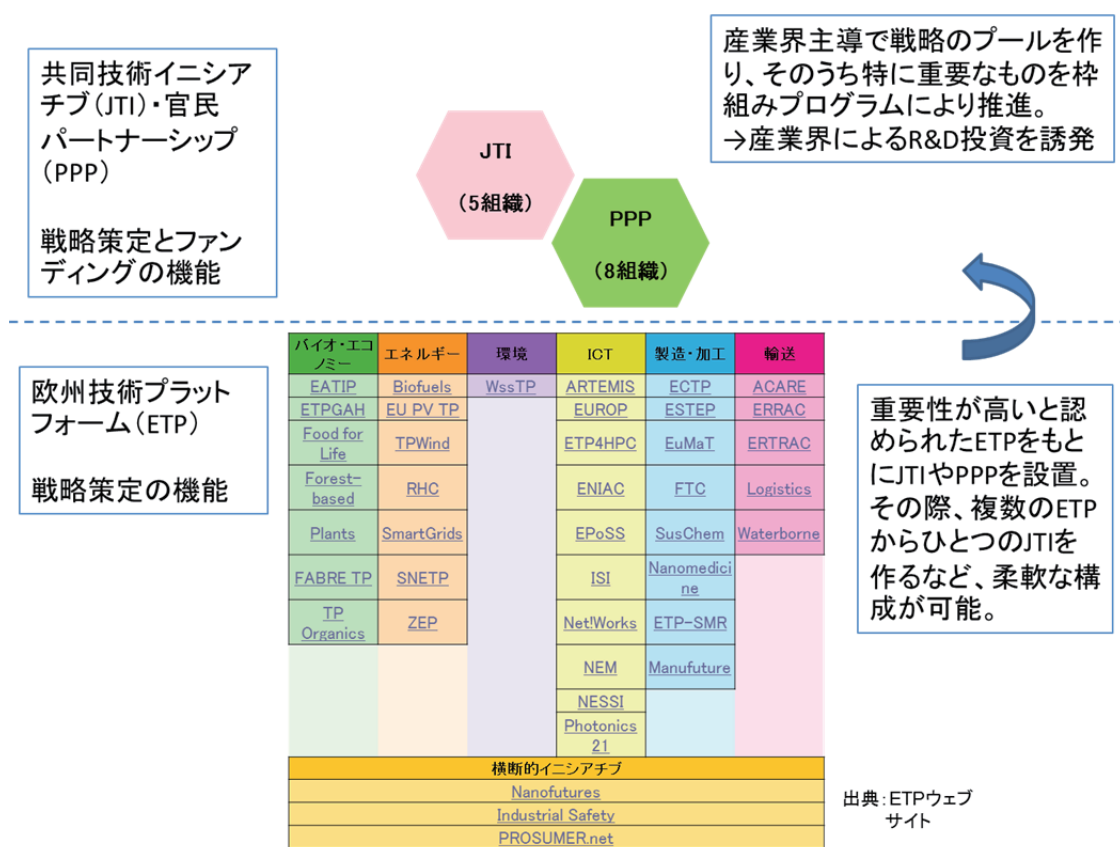 共同技術イニシア
チブ(JTI)・官民
パートナーシップ
(PPP)
戦略策定とファン
ディングの機能
JTI
(5組織)
PPP
(8組織)
産業界主導で戦略のプールを作
り、そのうち特に重要なものを枠
組みプログラムにより推進。
→産業界によるR&D投資を誘発
欧州技術プラット
フォーム(ETP)
戦略策定の機能
バイオ・エコ
ノミー
エネルギー
環境
ICT
製造・加工
輸送
EATIP
Biofuels
WssTP
ARTEMIS
ECTP
ACARE
ETPGAH
EU PV TP
EUROP
ESTEP
ERRAC
Food for
Life
TPWind
ETP4HPC
EuMaT
ERTRAC
Forest-
based
RHC
ENIAC
FTC
Logistics
Plants
SmartGrids
EPoSS
SusChem
Waterborne
FABRE TP
SNETP
ISI
Nanomedici
ne
TP
Organics
ZEP
Net!Works
ETP-SMR
NEM
Manufuture
NESSI
Photonics
21
横断的イニシアチブ
Nanofutures
Industrial Safety
PROSUMER.net
重要性が高いと認
められたETPをもと
にJTIやPPPを設置。
その際、複数のETP
からひとつのJTIを
作るなど、柔軟な構
成が可能。
出典:ETPウェブ
サイト